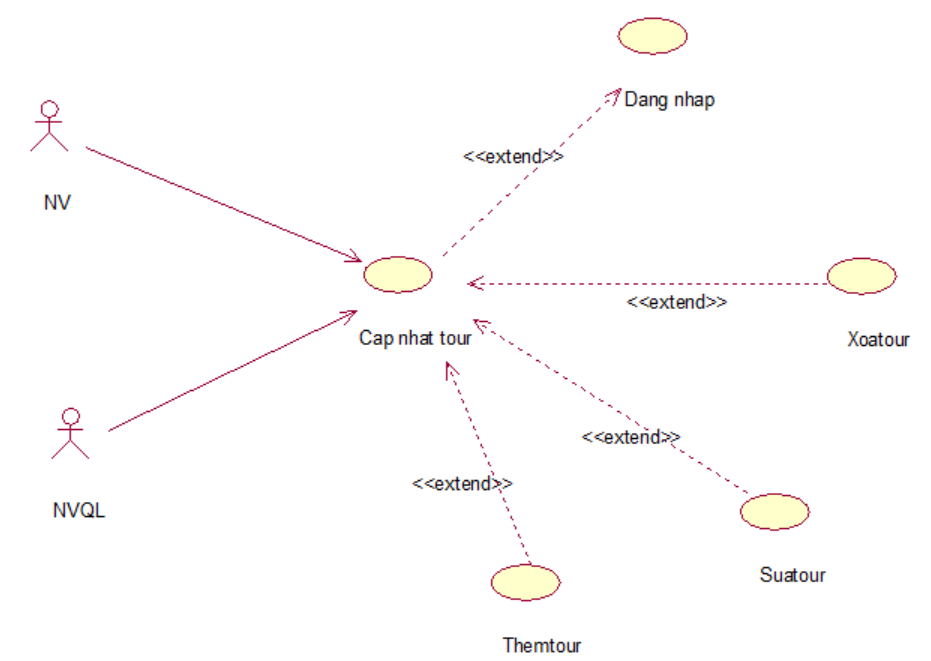 Dang nhap
<<extend>>
NV
<<extend>>
Cap nhat tour
Xoatour
<<extend>>
<<extend>>
NVQL
Suatour
Themtour